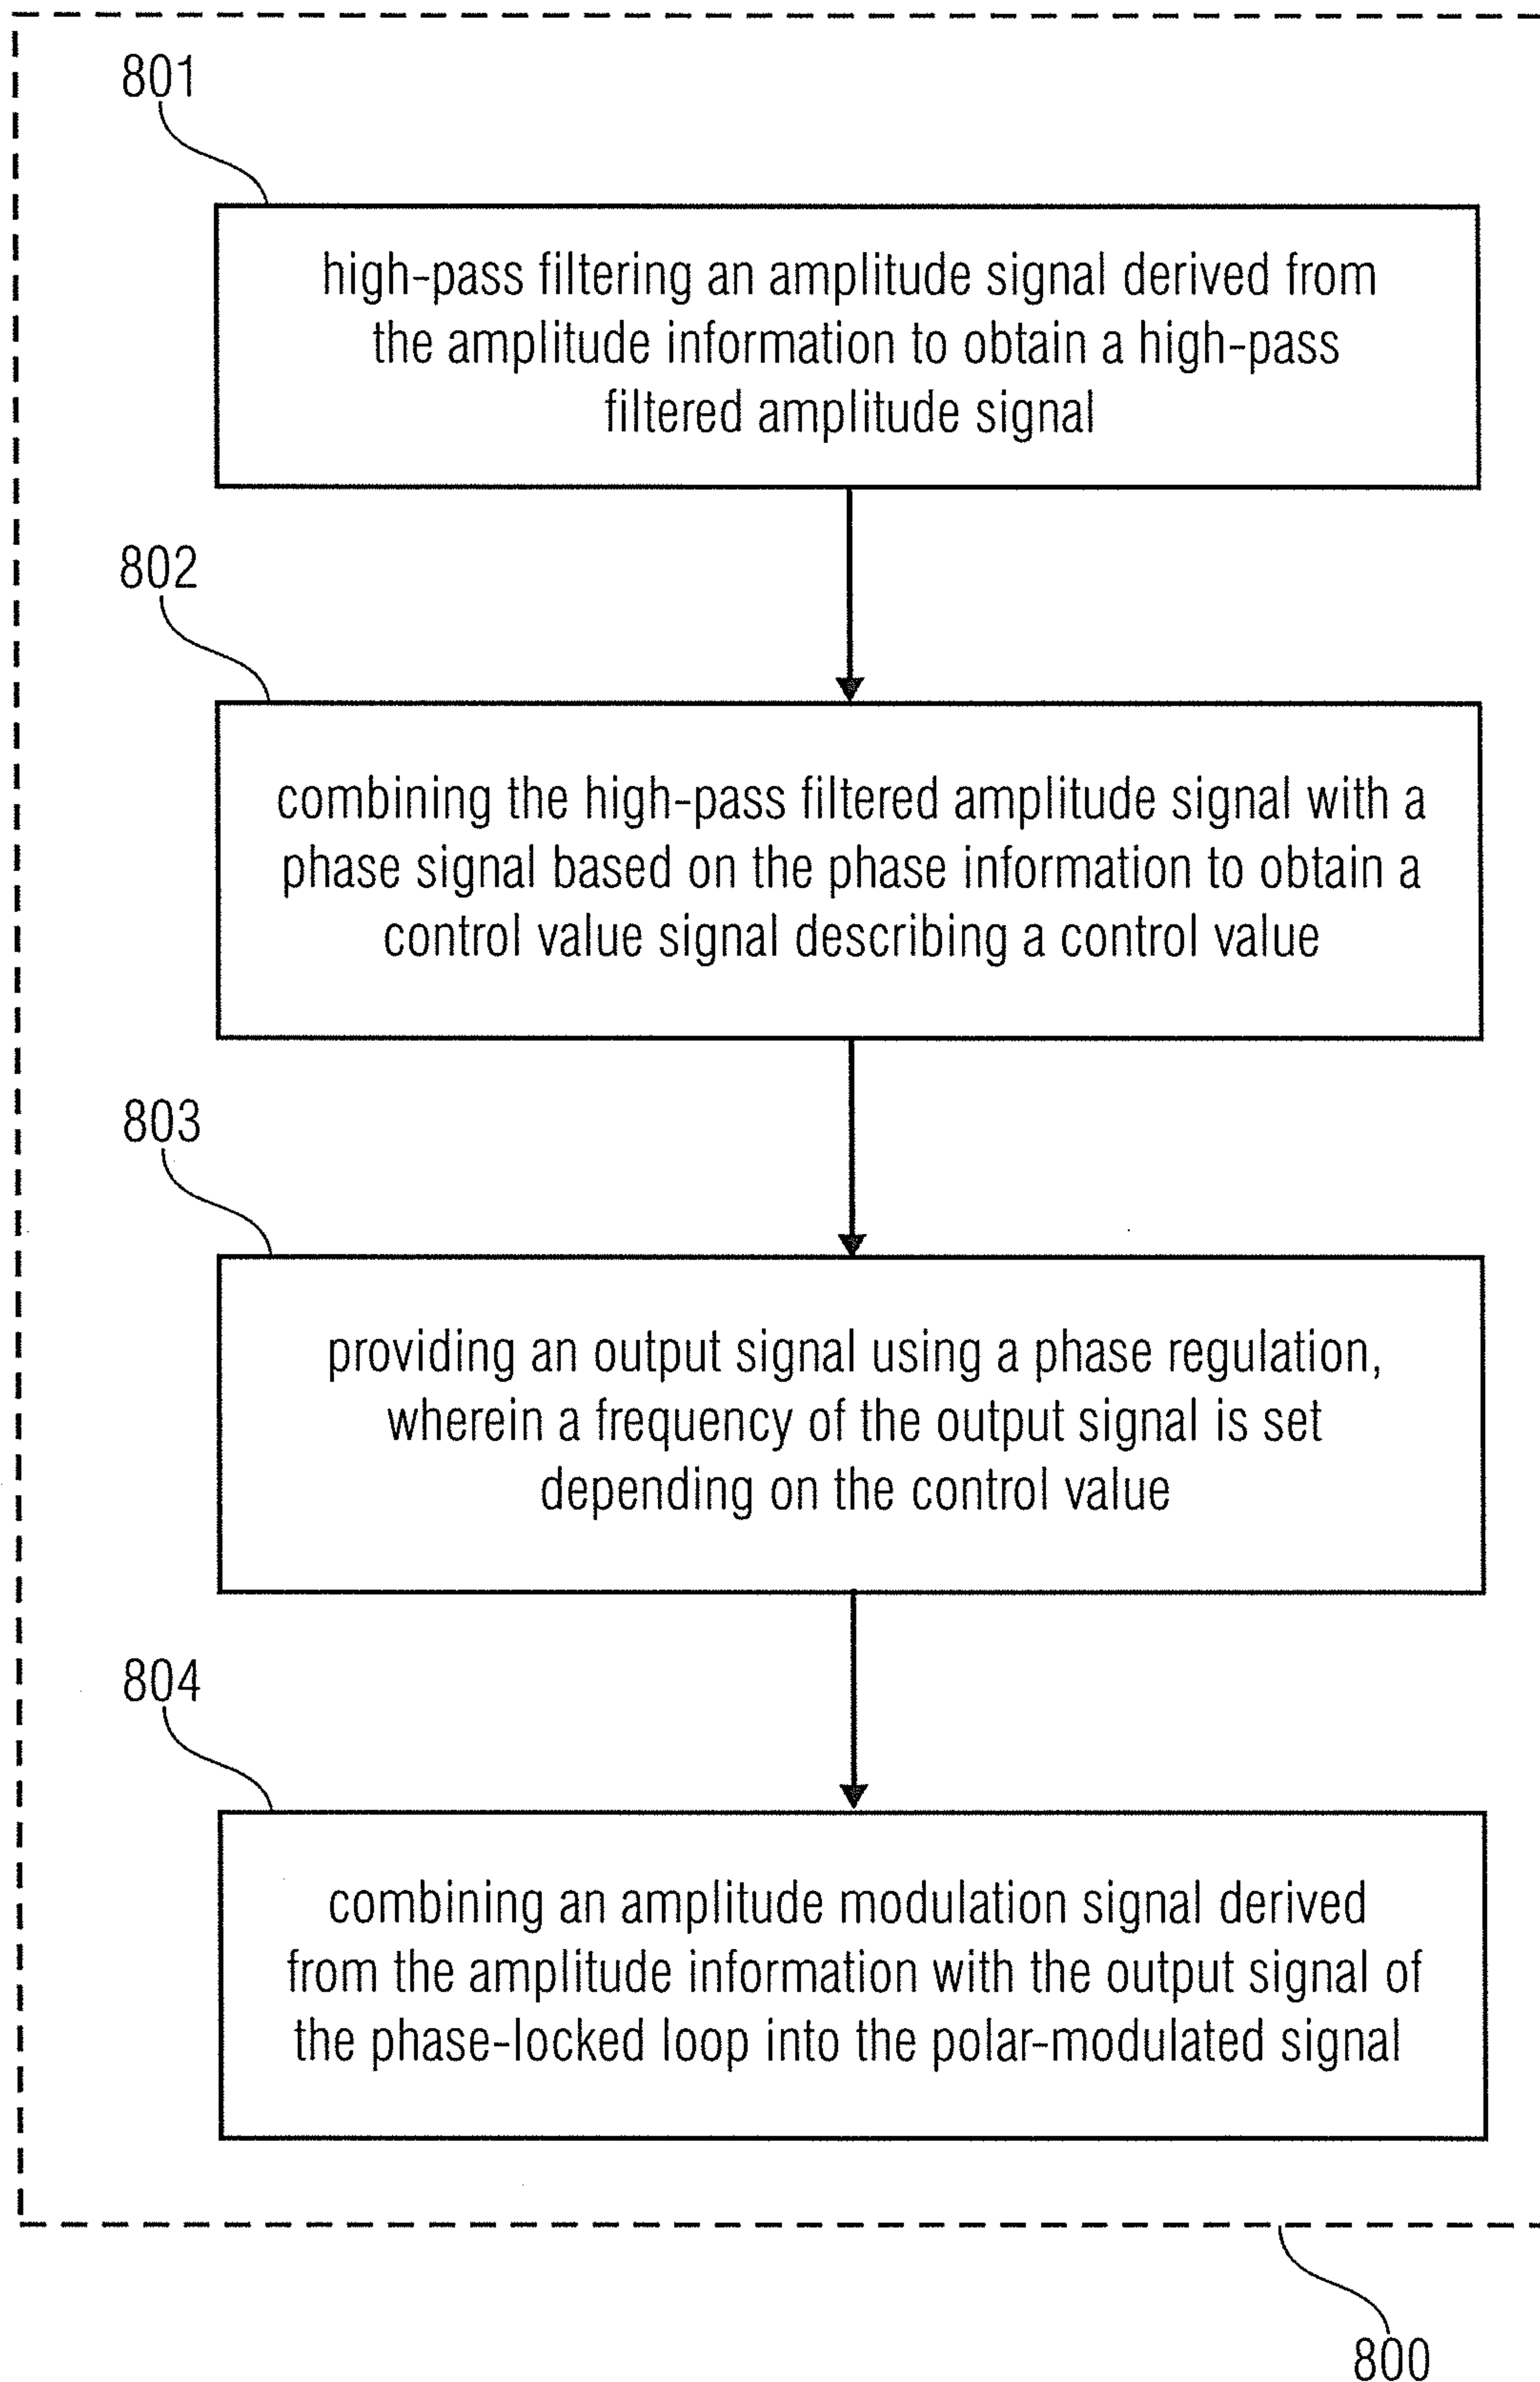 801
high-pass filtering an amplitude signal derived from
the amplitude information to obtain a high-pass
filtered amplitude signal
802
combining the high-pass filtered amplitude signal with a
phase signal based on the phase information to obtain a
control value signal describing a control value
803
providing an output signal using a phase regulation,
wherein a frequency of the output signal is set
depending on the control value
804
combining an amplitude modulation signal derived
from the amplitude information with the output signal of
the phase-locked loop into the polar-modulated signal
800